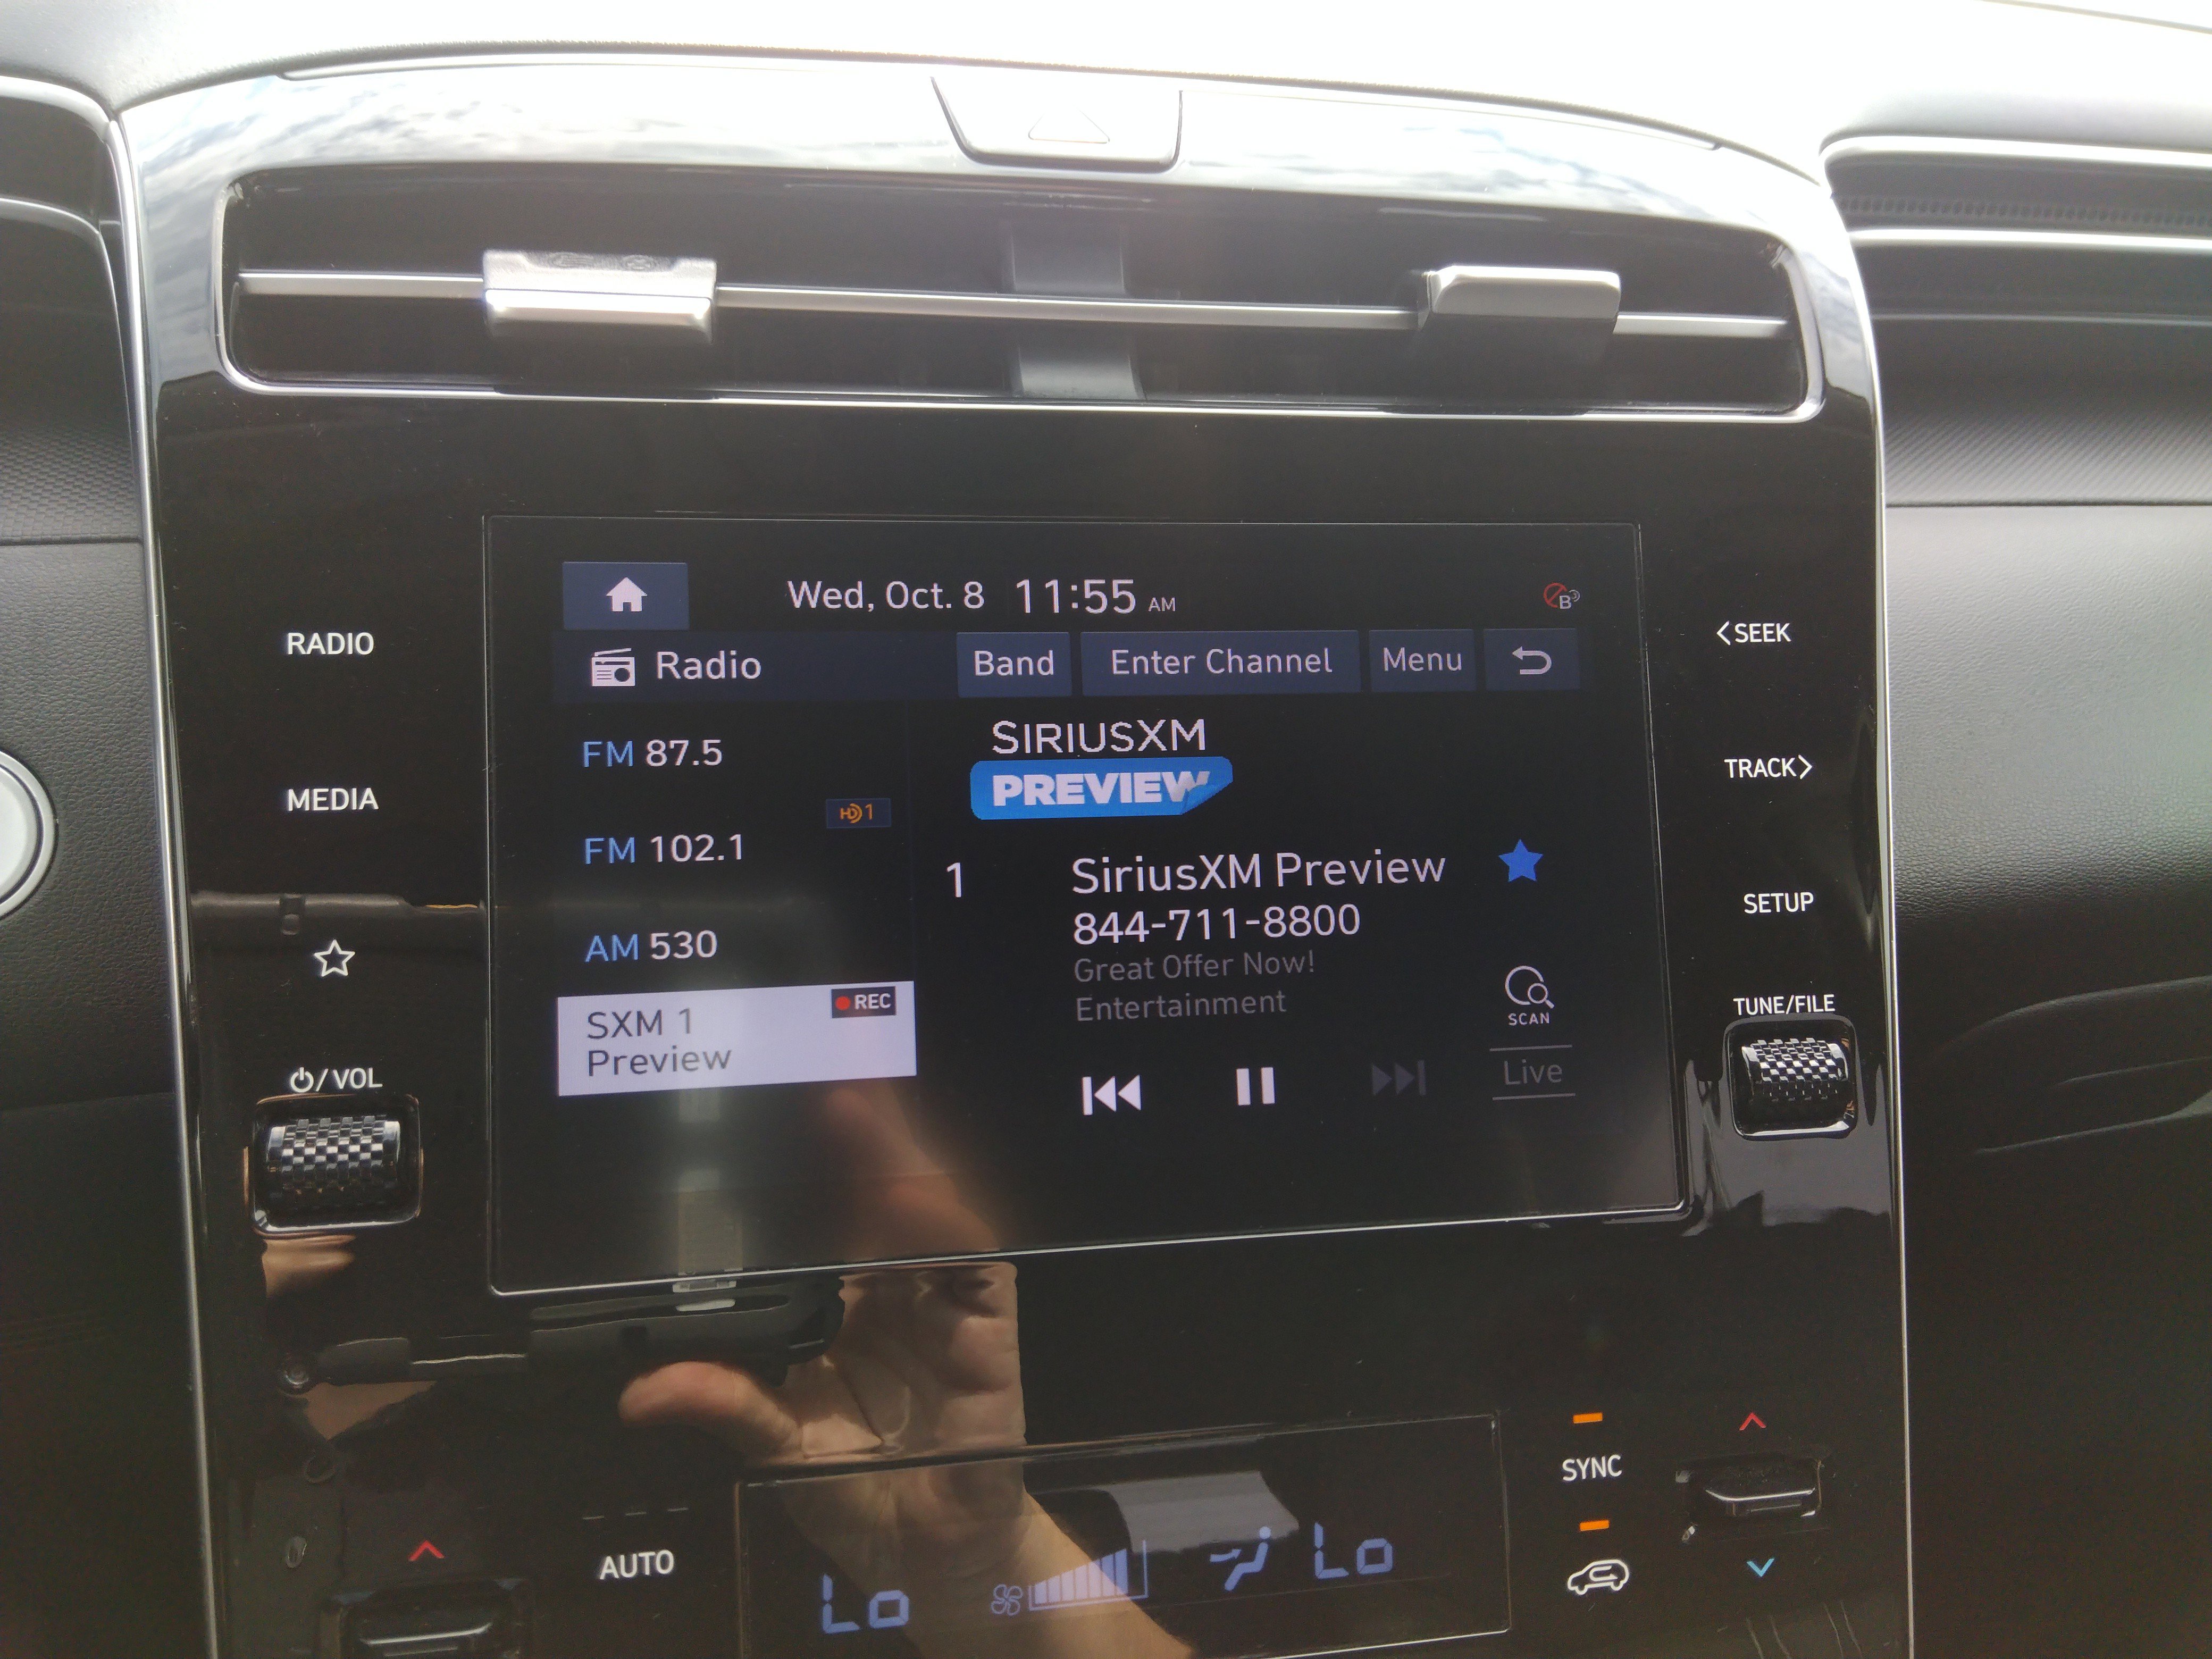 Wed, Oct. 8 11:55 AM
B
Radio Band Enter Channel Menu
RADIO
MEDIA
⏻/VOL
FM 87.5
HD 1
FM 102.1
AM 530
SXM 1 REC
Preview
SIRIUSXM
PREVIEW
1 SiriusXM Preview
844-711-8800
Great Offer Now!
Entertainment
SCAN
Live
<SEEK
TRACK>
SETUP
TUNE/FILE
SYNC
AUTO
Lo Lo